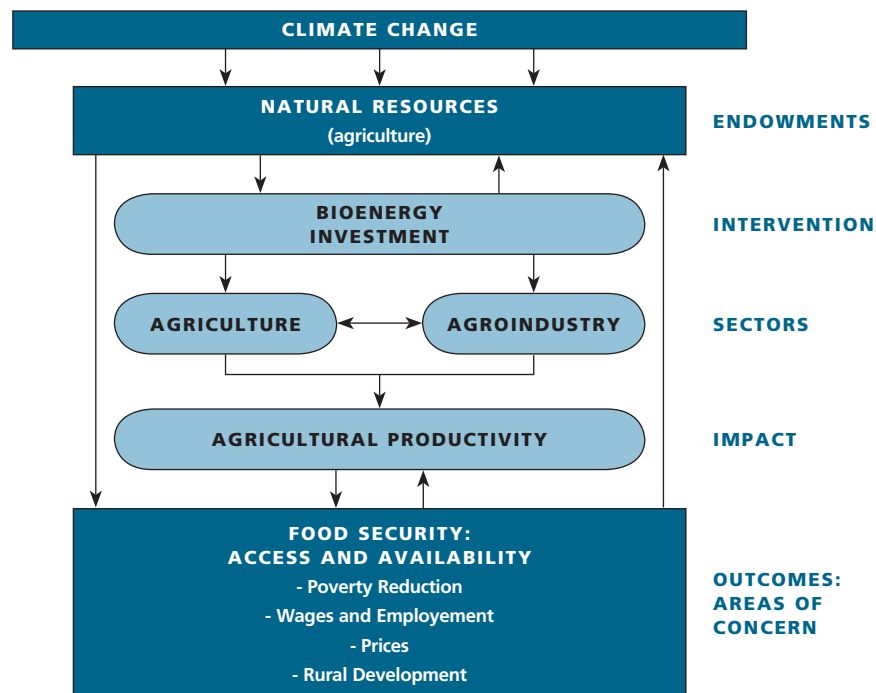 CLIMATE CHANGE
NATURAL RESOURCES
(agriculture)
ENDOWMENTS
BIOENERGY
INVESTMENT
INTERVENTION
AGRICULTURE
AGROINDUSTRY
SECTORS
AGRICULTURAL PRODUCTIVITY
IMPACT
FOOD SECURITY:
ACCESS AND AVAILABILITY
- Poverty Reduction
- Wages and Employement
- Prices
- Rural Development
OUTCOMES:
AREAS OF
CONCERN